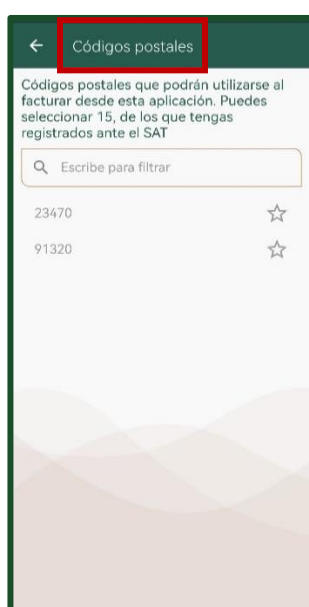 Códigos postales
Códigos postales que podrán utilizarse al
facturar desde esta aplicación. Puedes
seleccionar 15, de los que tengas
registrados ante el SAT
Escribe para filtrar
23470
91320